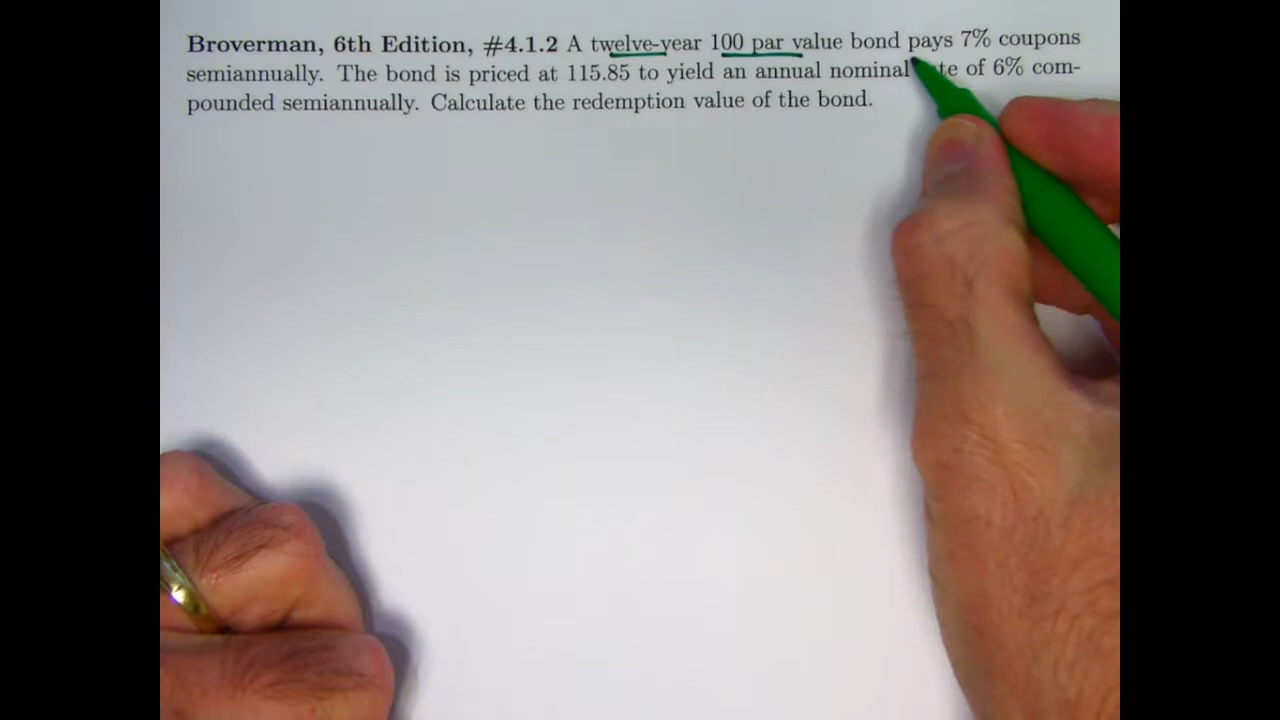 Broverman, 6th Edition, #4.1.2 A twelve-year 100 par value bond pays 7% coupons
semiannually. The bond is priced at 115.85 to yield an annual nominal of 6% com-
pounded semiannually. Calculate the redemption value of the bond.